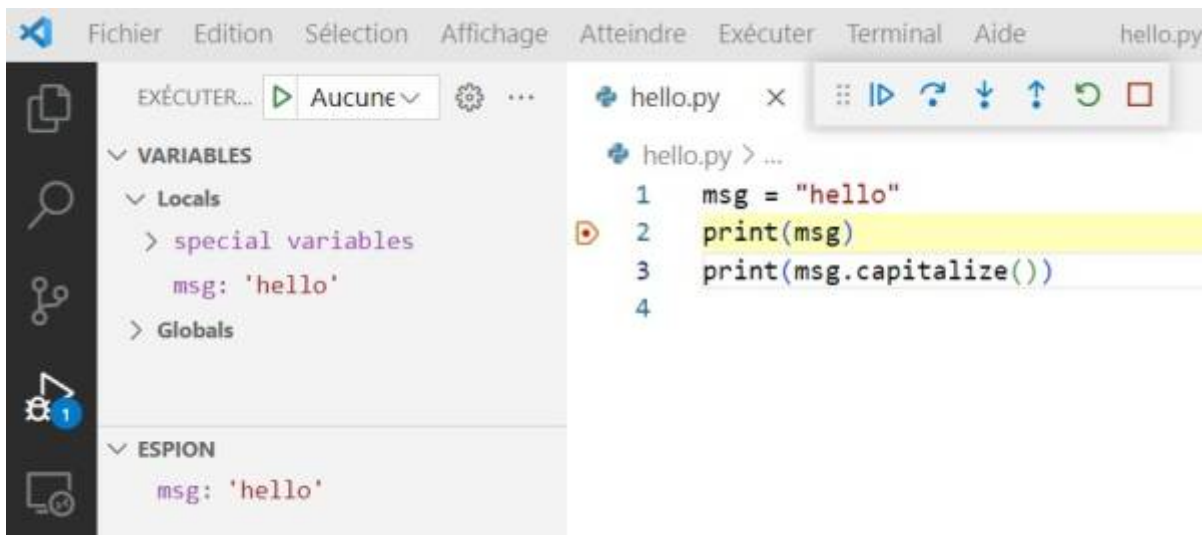 Fichier Edition Sélection Affichage Atteindre Exécuter Terminal Aide hello.py
EXÉCUTER... Aucune
VARIABLES
Locals
special variables
msg: 'hello'
Globals
1
ESPION
msg: 'hello'
hello.py
hello.py > ...
1 msg = "hello"
2 print(msg)
3 print(msg.capitalize())
4